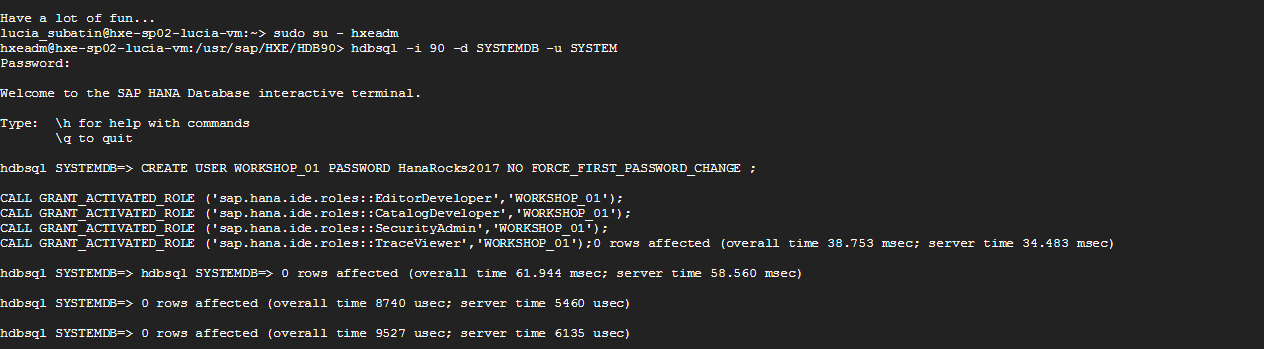 Have a lot of fun...
lucia_subatin@hxe-sp02-lucia-vm:~> sudo su - hxeadm
hxeadm@hxe-sp02-lucia-vm:/usr/sap/HXE/HDB90> hdbsql -i 90 -d SYSTEMDB -u SYSTEM
Password:
Welcome to the SAP HANA Database interactive terminal.
Type:  \h for help with commands
       \q to quit
hdbsql SYSTEMDB=> CREATE USER WORKSHOP_01 PASSWORD HanaRocks2017 NO FORCE_FIRST_PASSWORD_CHANGE ;
CALL GRANT_ACTIVATED_ROLE ('sap.hana.ide.roles::EditorDeveloper','WORKSHOP_01');
CALL GRANT_ACTIVATED_ROLE ('sap.hana.ide.roles::CatalogDeveloper','WORKSHOP_01');
CALL GRANT_ACTIVATED_ROLE ('sap.hana.ide.roles::SecurityAdmin','WORKSHOP_01');
CALL GRANT_ACTIVATED_ROLE ('sap.hana.ide.roles::TraceViewer','WORKSHOP_01');0 rows affected (overall time 38.753 msec; server time 34.483 msec)
hdbsql SYSTEMDB=> hdbsql SYSTEMDB=> 0 rows affected (overall time 61.944 msec; server time 58.560 msec)
hdbsql SYSTEMDB=> 0 rows affected (overall time 8740 usec; server time 5460 usec)
hdbsql SYSTEMDB=> 0 rows affected (overall time 9527 usec; server time 6135 usec)